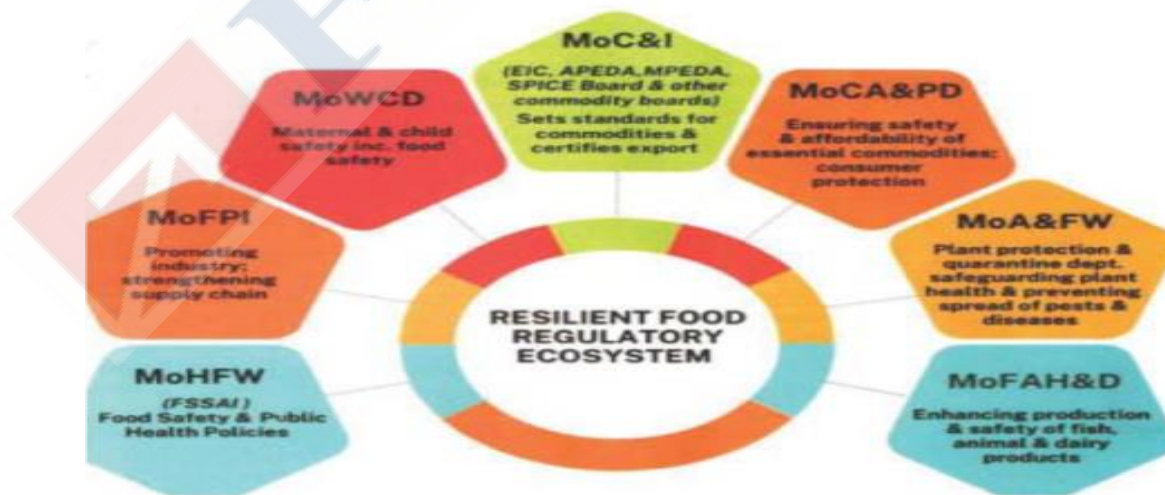 MoC&I
(EIC, APEDA,MPEDA,
SPICE Board & other
commodity boards)
Sets standards for
commodities &
certifies export
MoWCD
Maternal & child
safety inc. food
safety
MoCA&PD
Ensuring safety
& affordability of
essential commodities;
consumer
protection
MoFPI
Promoting
industry;
strengthening
supply chain
MoA&FW
Plant protection &
quarantine dept.
safeguarding plant
health & preventing
spread of pests &
diseases
RESILIENT FOOD
REGULATORY
ECOSYSTEM
MoHFW
(FSSAI )
Food Safety & Public
Health Policies
MoFAH&D
Enhancing production
& safety of fish,
animal & dairy
products